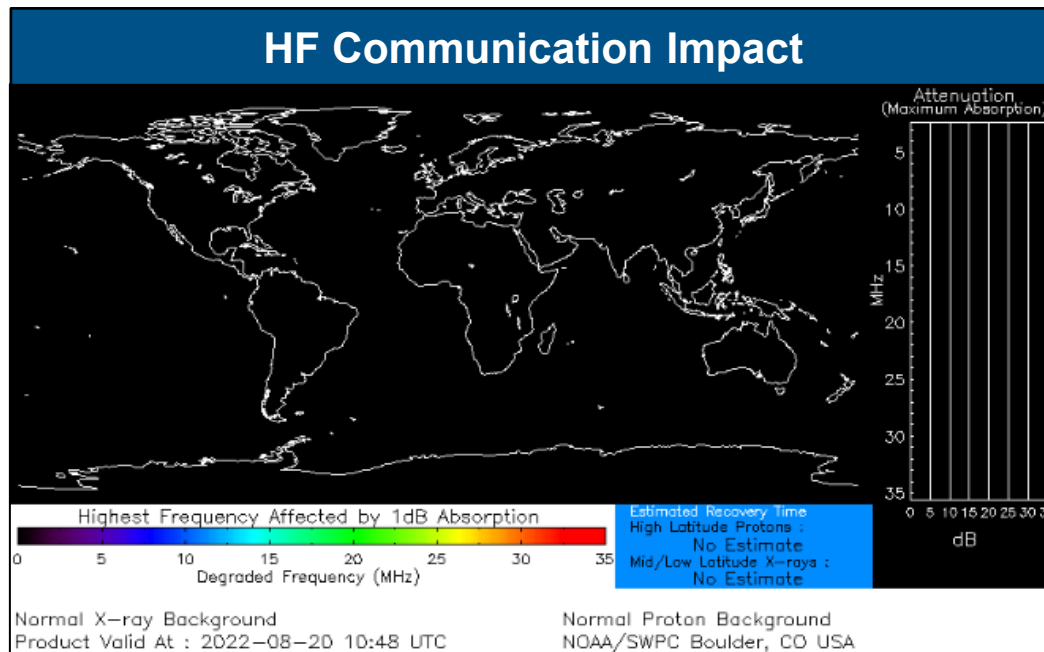 HF Communication Impact
Attenuation
(Maximum Absorption)
5
10
15
20
25
30
35
MHz
0 5 10 15 20 25 30
dB
Highest Frequency Affected by 1dB Absorption
0 5 10 15 20 25 30 35
Degraded Frequency (MHz)
Estimated Recovery Time
High Latitude Protons :
No Estimate
Mid/Low Latitude X-rays :
No Estimate
Normal X-ray Background
Product Valid At : 2022-08-20 10:48 UTC
Normal Proton Background
NOAA/SWPC Boulder, CO USA